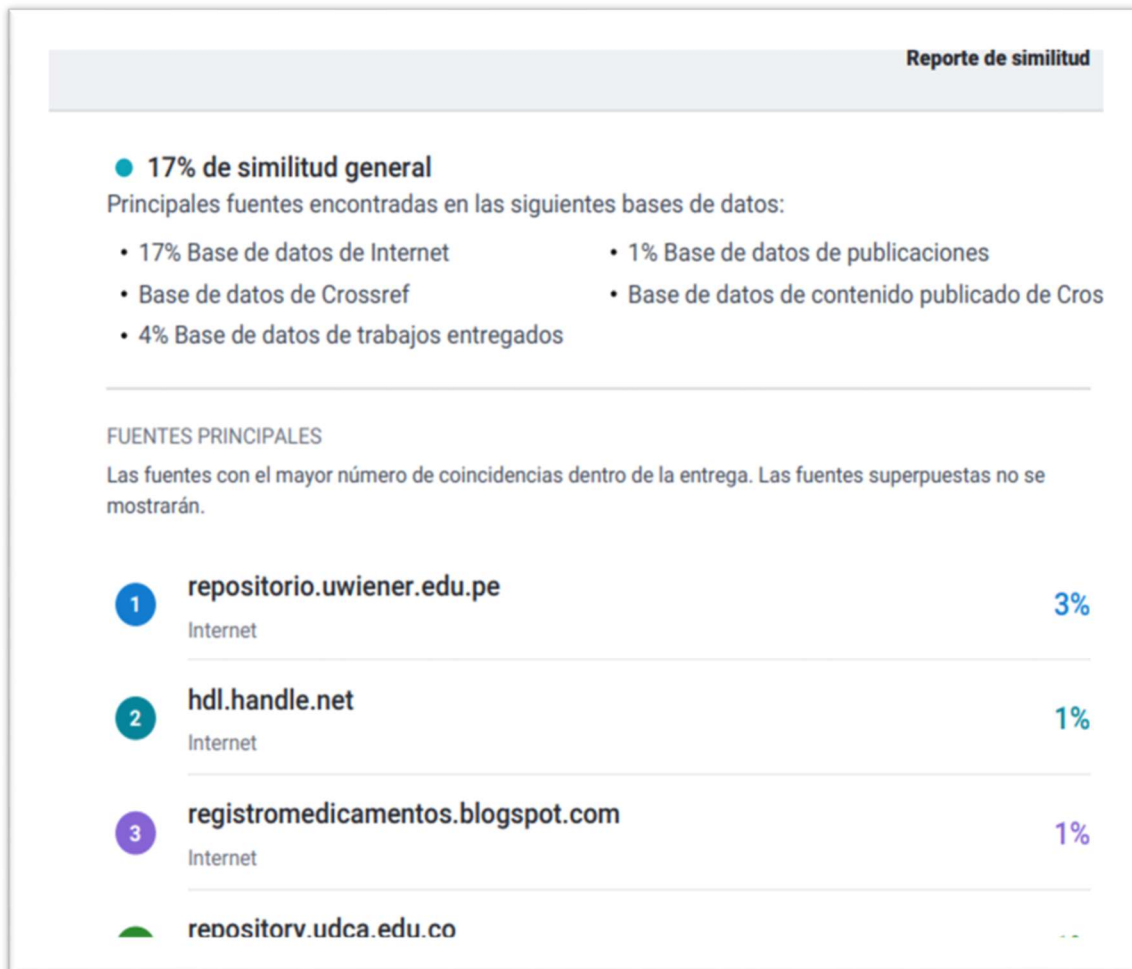 Reporte de similitud
17% de similitud general
Principales fuentes encontradas en las siguientes bases de datos:
• 17% Base de datos de Internet
• 1% Base de datos de publicaciones
• Base de datos de Crossref
• Base de datos de contenido publicado de Cros
• 4% Base de datos de trabajos entregados
FUENTES PRINCIPALES
Las fuentes con el mayor número de coincidencias dentro de la entrega. Las fuentes superpuestas no se
mostrarán.
1
repositorio.uwiener.edu.pe
Internet
3%
2
hdl.handle.net
Internet
1%
3
registromedicamentos.blogspot.com
Internet
1%
repository.udca.edu.co